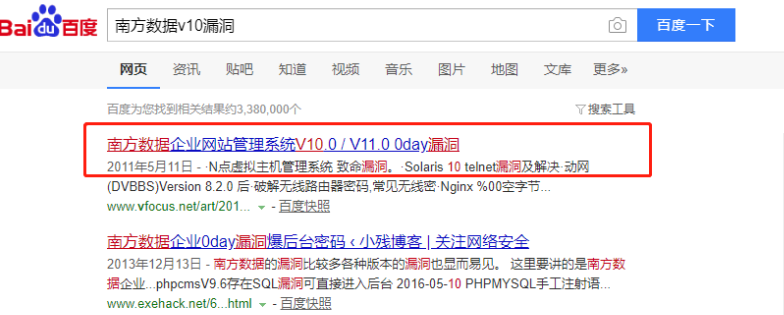 Bai du 百度 南方数据v10漏洞 百度一下
网页 资讯 贴吧 知道 视频 音乐 图片 地图 文库 更多»
百度为您找到相关结果约3,380,000个 搜索工具
南方数据企业网站管理系统V10.0 / V11.0 0day漏洞
2011年5月11日 - ·N点虚拟主机管理系统 致命漏洞。·Solaris 10 telnet漏洞及解决·动网
(DVBBS)Version 8.2.0 后·破解无线路由器密码,常见无线密·Nginx %00空字节...
www.vfocus.net/art/201... - 百度快照
南方数据企业0day漏洞爆后台密码 ‹ 小残博客 | 关注网络安全
2013年12月13日 - 南方数据的漏洞比较多各种版本的漏洞也显而易见。 这里要讲的是南方数
据企业...phpcmsV9.6存在SQL漏洞可直接进入后台 2016-05-10 PHPMYSQL手工注射语...
www.exehack.net/6...html - 百度快照